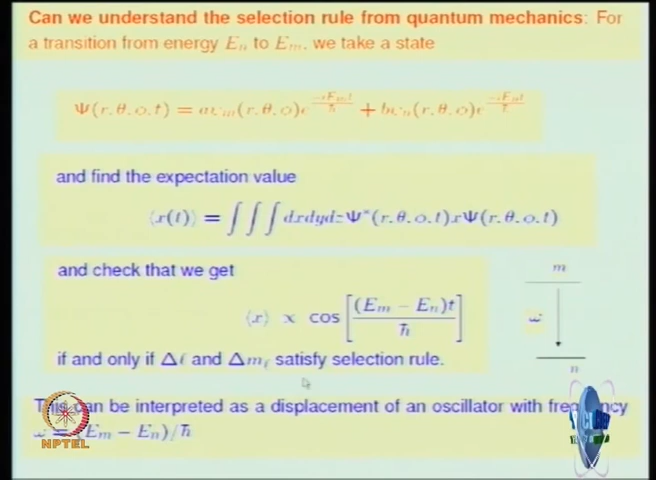 Can we understand the selection rule from quantum mechanics: For
a transition from energy Eₙ to Eₘ, we take a state
Ψ(r, θ, φ, t) = aψₘ(r, θ, φ)e^(−iEₘt/ħ) + bψₙ(r, θ, φ)e^(−iEₙt/ħ)
and find the expectation value
⟨x(t)⟩ = ∫∫∫ dxdydzΨ*(r, θ, φ, t)xΨ(r, θ, φ, t)
and check that we get
m
⟨x⟩ ∝ cos[(Eₘ − Eₙ)t/ħ]
ω
if and only if Δℓ and Δmℓ satisfy selection rule.
n
This can be interpreted as a displacement of an oscillator with frequency
ω = (Eₘ − Eₙ)/ħ
NPTEL